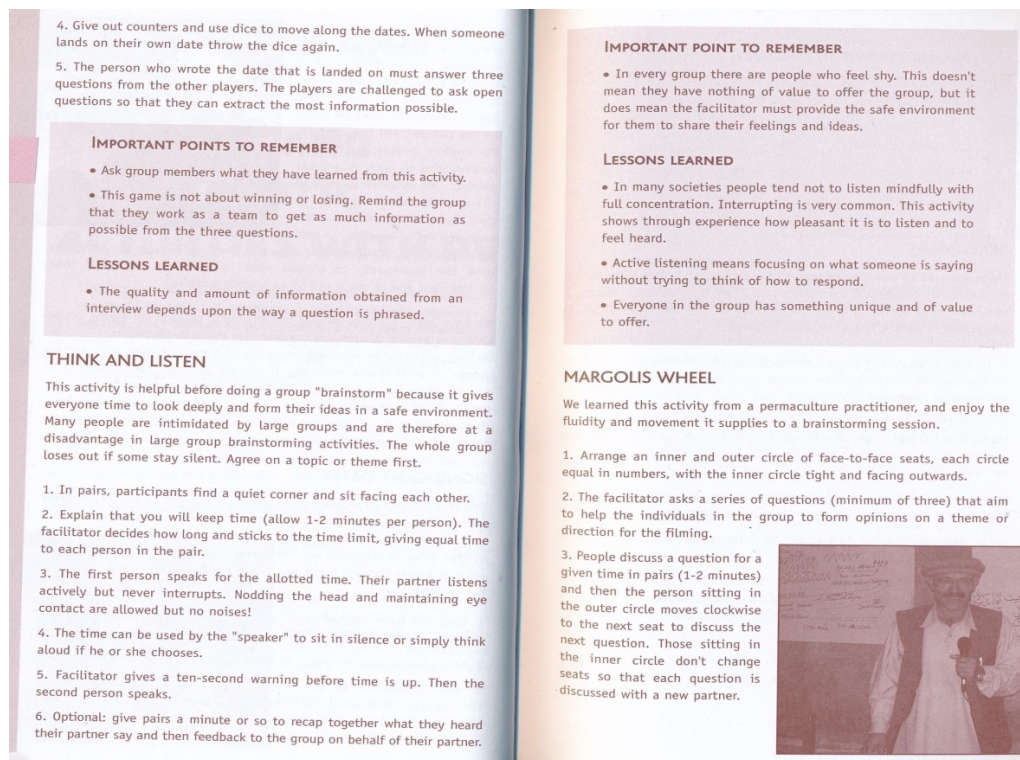 4. Give out counters and use dice to move along the dates. When someone
lands on their own date throw the dice again.
5. The person who wrote the date that is landed on must answer three
questions from the other players. The players are challenged to ask open
questions so that they can extract the most information possible.
IMPORTANT POINTS TO REMEMBER
• Ask group members what they have learned from this activity.
• This game is not about winning or losing. Remind the group
that they work as a team to get as much information as
possible from the three questions.
LESSONS LEARNED
• The quality and amount of information obtained from an
interview depends upon the way a question is phrased.
THINK AND LISTEN
This activity is helpful before doing a group "brainstorm" because it gives
everyone time to look deeply and form their ideas in a safe environment.
Many people are intimidated by large groups and are therefore at a
disadvantage in large group brainstorming activities. The whole group
loses out if some stay silent. Agree on a topic or theme first.
1. In pairs, participants find a quiet corner and sit facing each other.
2. Explain that you will keep time (allow 1-2 minutes per person). The
facilitator decides how long and sticks to the time limit, giving equal time
to each person in the pair.
3. The first person speaks for the allotted time. Their partner listens
actively but never interrupts. Nodding the head and maintaining eye
contact are allowed but no noises!
4. The time can be used by the "speaker" to sit in silence or simply think
aloud if he or she chooses.
5. Facilitator gives a ten-second warning before time is up. Then the
second person speaks.
6. Optional: give pairs a minute or so to recap together what they heard
their partner say and then feedback to the group on behalf of their partner.
IMPORTANT POINT TO REMEMBER
• In every group there are people who feel shy. This doesn't
mean they have nothing of value to offer the group, but it
does mean the facilitator must provide the safe environment
for them to share their feelings and ideas.
LESSONS LEARNED
• In many societies people tend not to listen mindfully with
full concentration. Interrupting is very common. This activity
shows through experience how pleasant it is to listen and to
feel heard.
• Active listening means focusing on what someone is saying
without trying to think of how to respond.
• Everyone in the group has something unique and of value
to offer.
MARGOLIS WHEEL
We learned this activity from a permaculture practitioner, and enjoy the
fluidity and movement it supplies to a brainstorming session.
1. Arrange an inner and outer circle of face-to-face seats, each circle
equal in numbers, with the inner circle tight and facing outwards.
2. The facilitator asks a series of questions (minimum of three) that aim
to help the individuals in the group to form opinions on a theme or
direction for the filming.
3. People discuss a question for a
given time in pairs (1-2 minutes)
and then the person sitting in
the outer circle moves clockwise
to the next seat to discuss the
next question. Those sitting in
the inner circle don't change
seats so that each question is
discussed with a new partner.